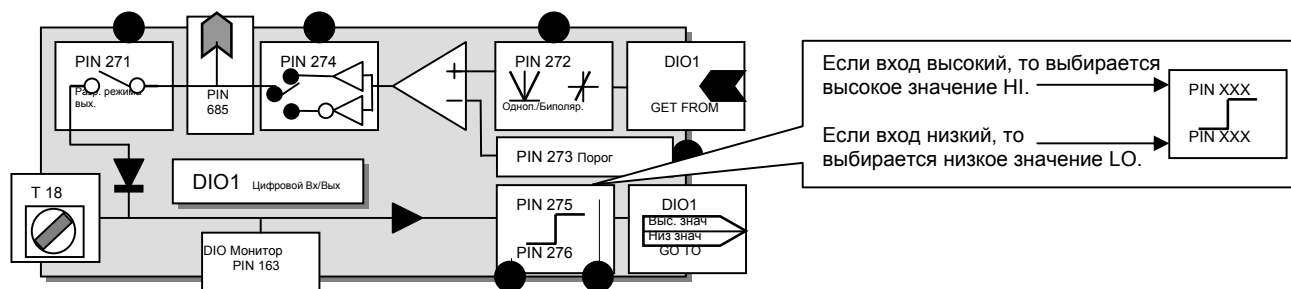 PIN 271
Разр. режима
вых.
PIN
685
PIN 274
PIN 272
Однопр./Биполяр.
DIO1
GET FROM
PIN 273 Порог
DIO1 Цифровой Вх/Вых
T 18
DIO Монитор
PIN 163
PIN 275
PIN 276
DIO1
Выс. знач
Низ знач
GO TO
Если вход высокий, то выбирается
высокое значение HI.
Если вход низкий, то
выбирается низкое значение LO.
PIN XXX
PIN XXX